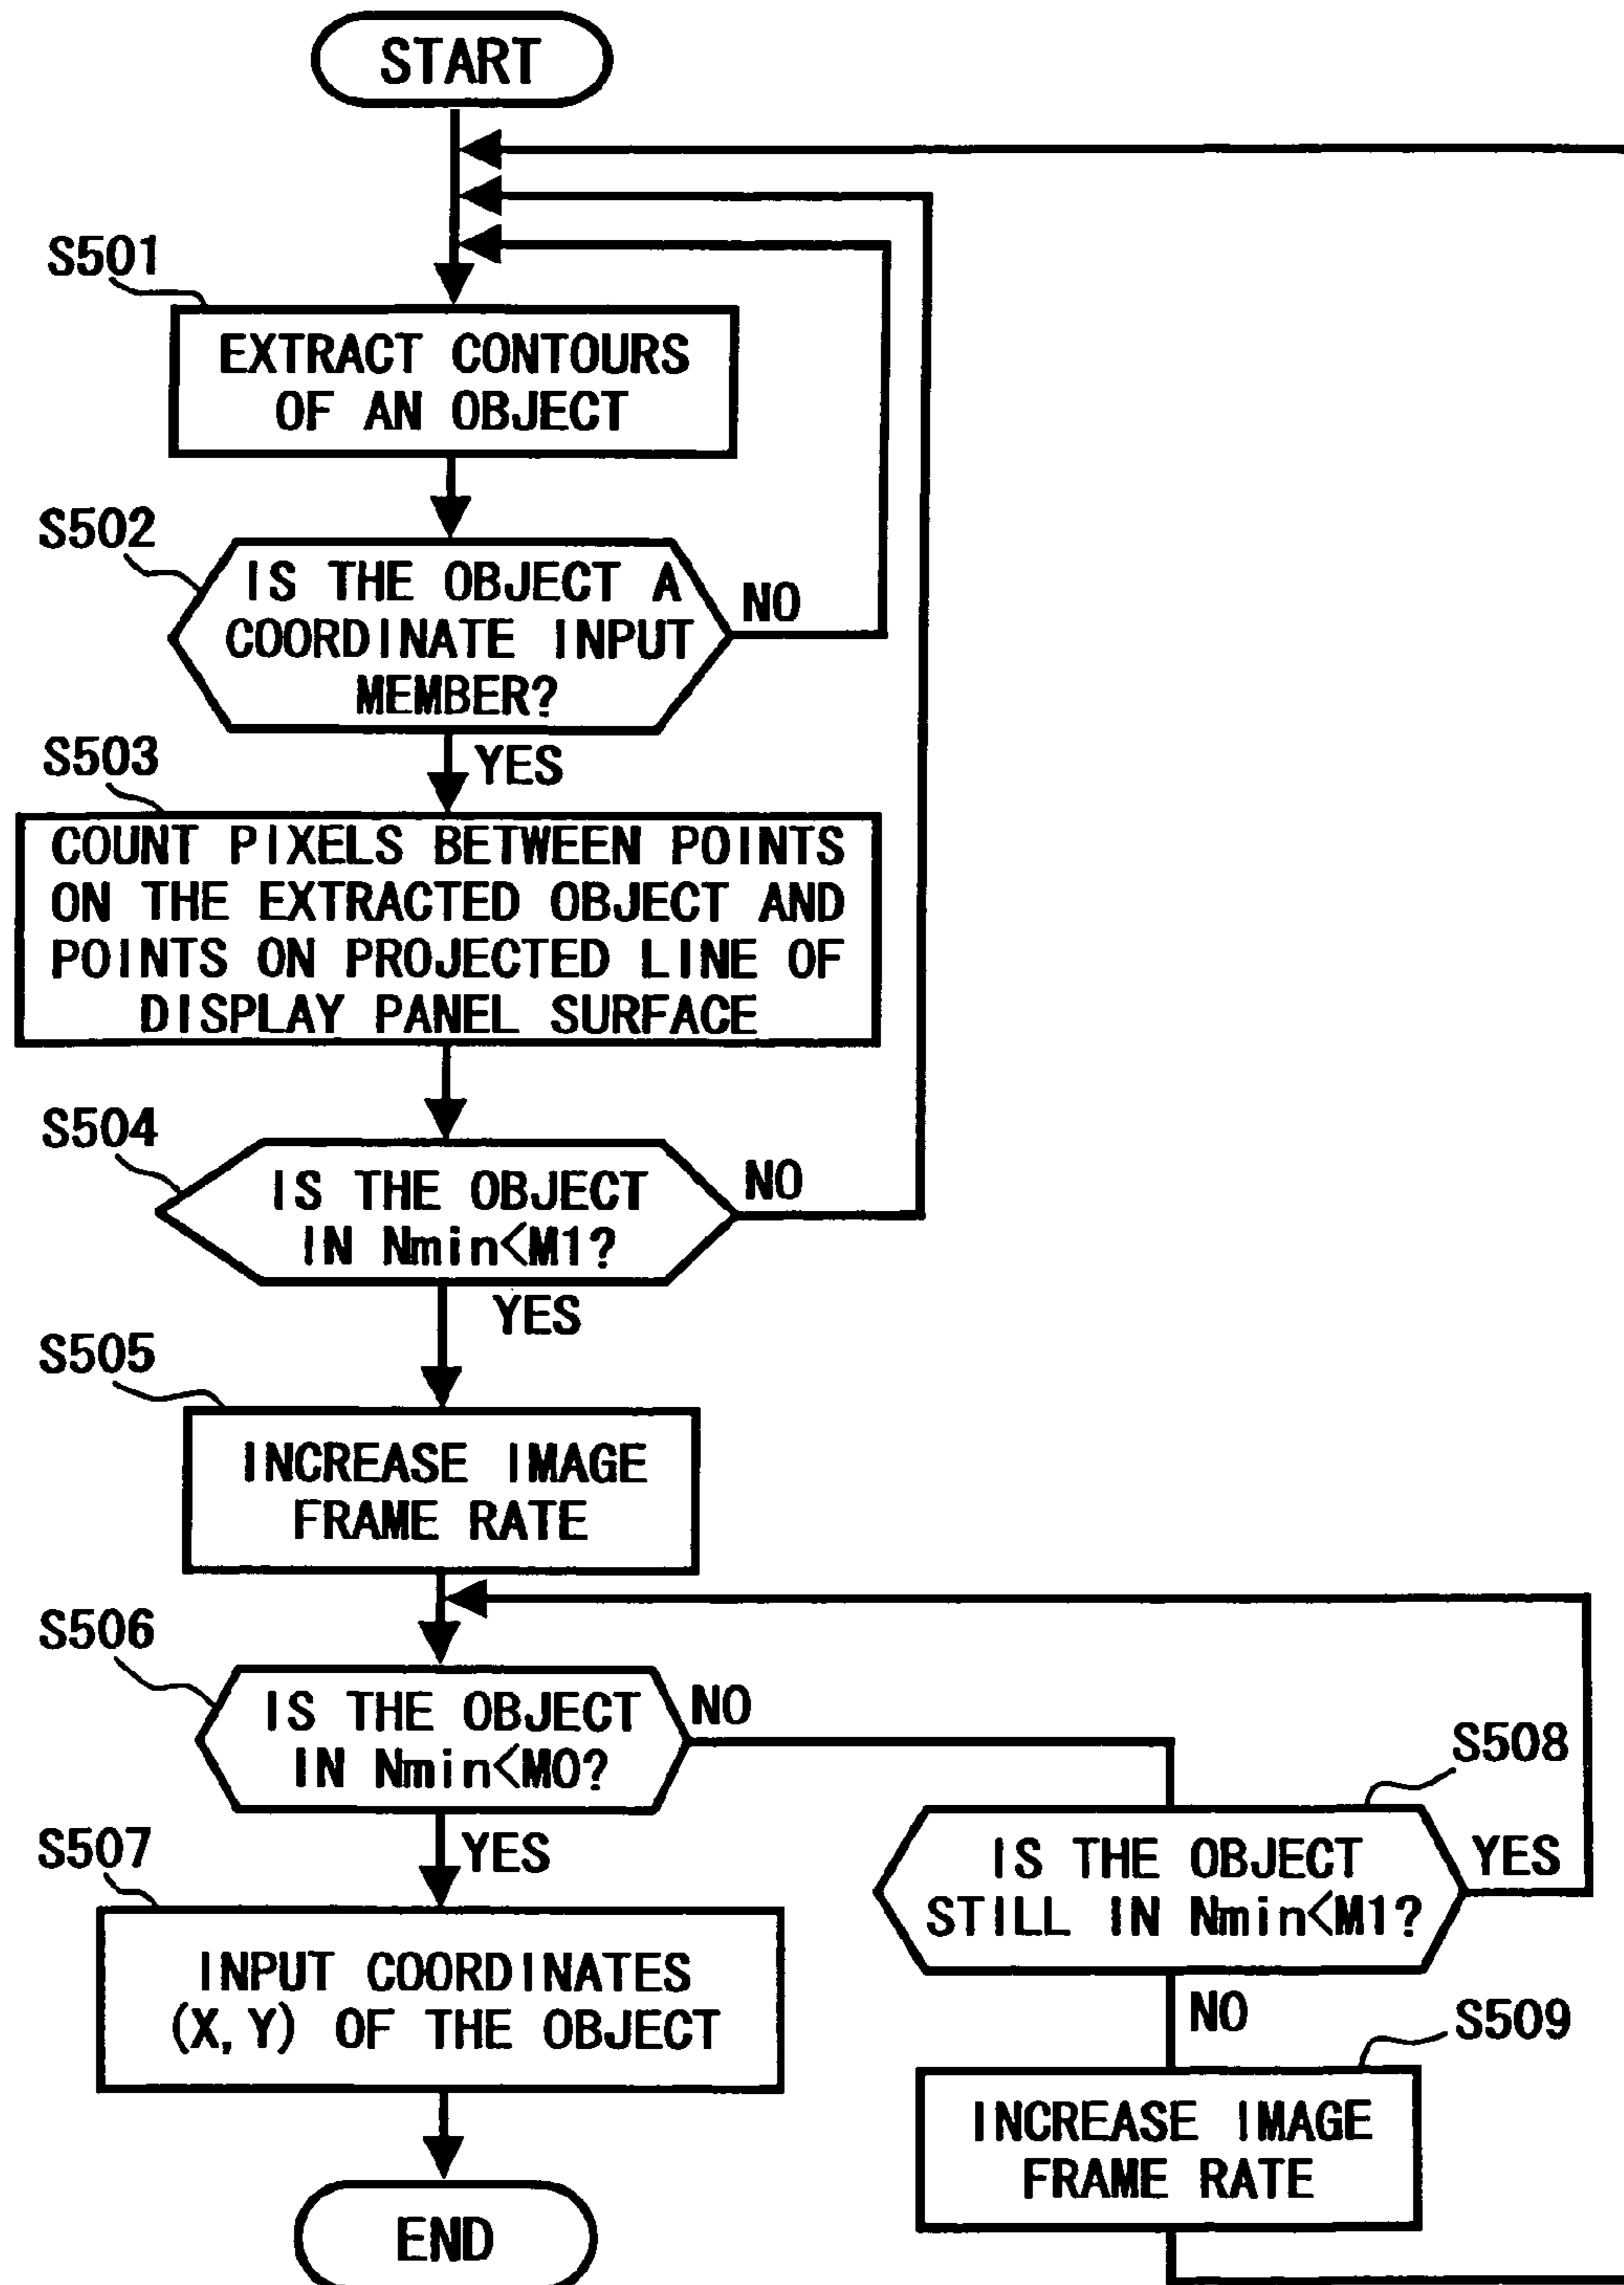 START
S501
EXTRACT CONTOURS
OF AN OBJECT
S502
IS THE OBJECT A
COORDINATE INPUT
MEMBER?
NO
YES
S503
COUNT PIXELS BETWEEN POINTS
ON THE EXTRACTED OBJECT AND
POINTS ON PROJECTED LINE OF
DISPLAY PANEL SURFACE
S504
IS THE OBJECT
IN Nmin<M1?
NO
YES
S505
INCREASE IMAGE
FRAME RATE
S506
IS THE OBJECT
IN Nmin<M0?
NO
YES
S507
INPUT COORDINATES
(X, Y) OF THE OBJECT
END
S508
IS THE OBJECT
STILL IN Nmin<M1?
YES
NO
S509
INCREASE IMAGE
FRAME RATE